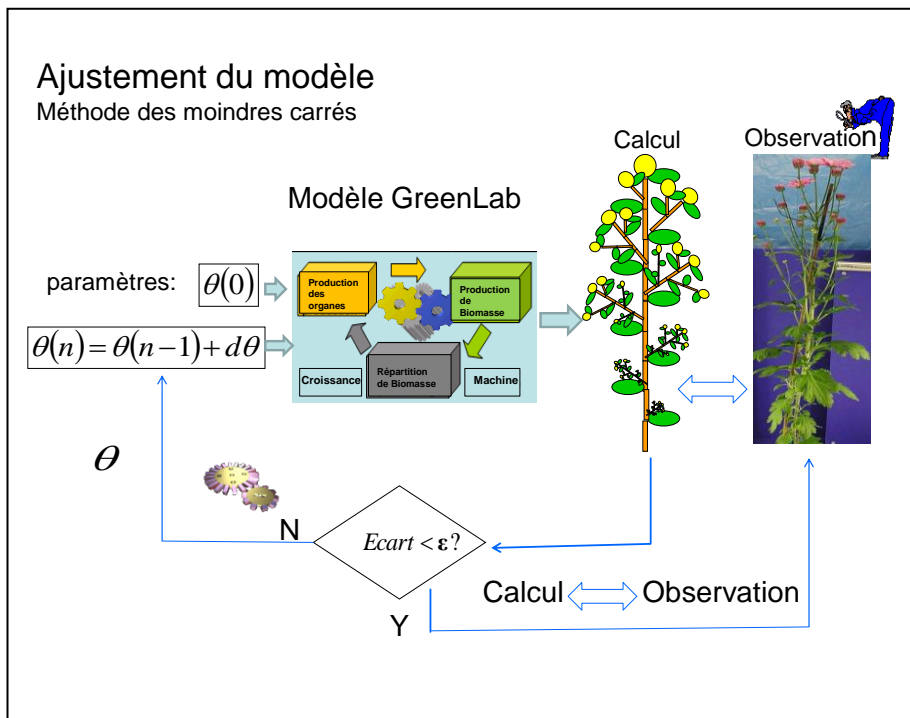 Ajustement du modèle
Méthode des moindres carrés
Calcul
Observation
Modèle GreenLab
paramètres:
θ(0)
θ(n) = θ(n−1) + dθ
Production
des
organes
Production
de
Biomasse
Croissance
Répartition
de Biomasse
Machine
θ
N
Ecart < ε?
Calcul
Observation
Y